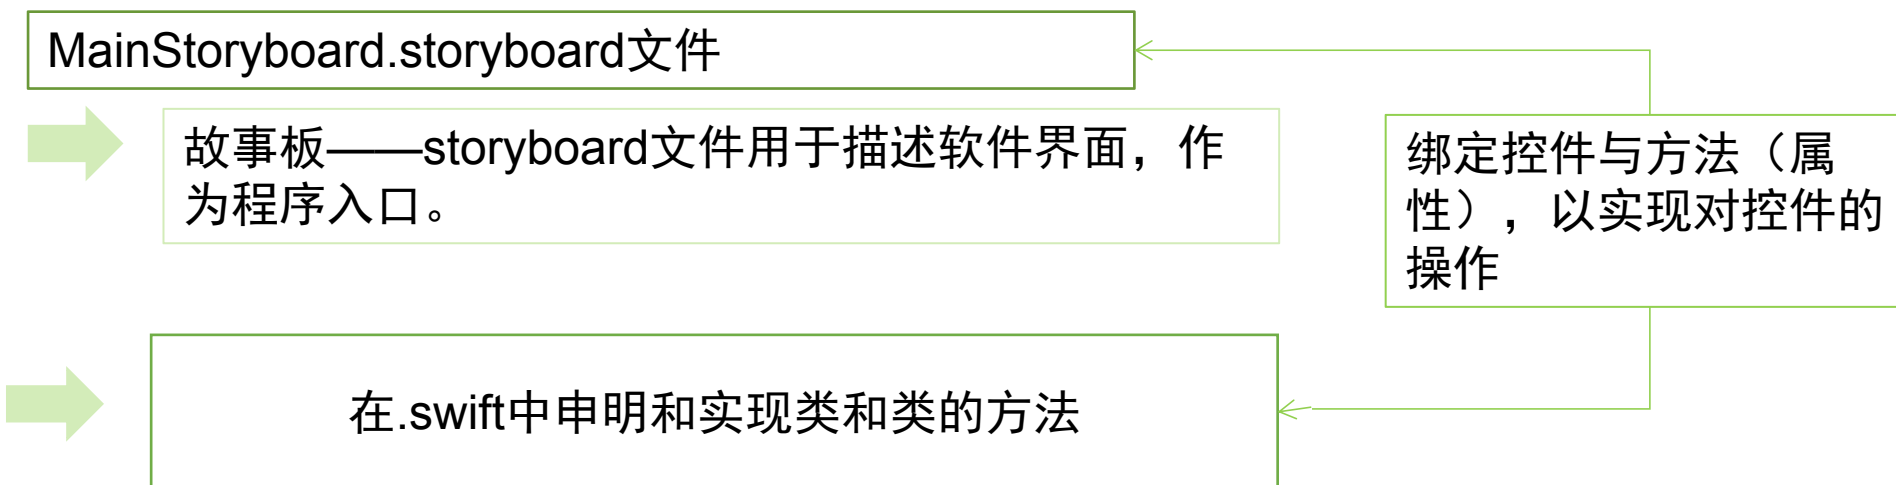 MainStoryboard.storyboard文件
故事板——storyboard文件用于描述软件界面，作
为程序入口。
绑定控件与方法（属
性），以实现对控件的
操作
在.swift中申明和实现类和类的方法